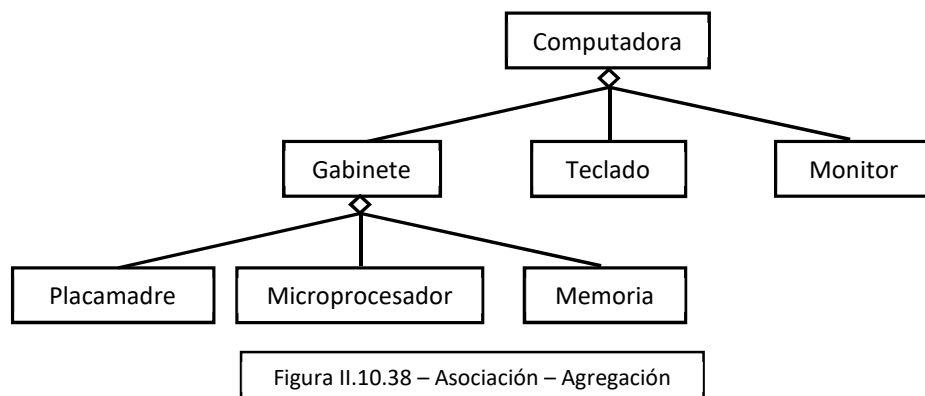 Computadora
Gabinete
Teclado
Monitor
Placamadre
Microprocesador
Memoria
Figura II.10.38 – Asociación – Agregación